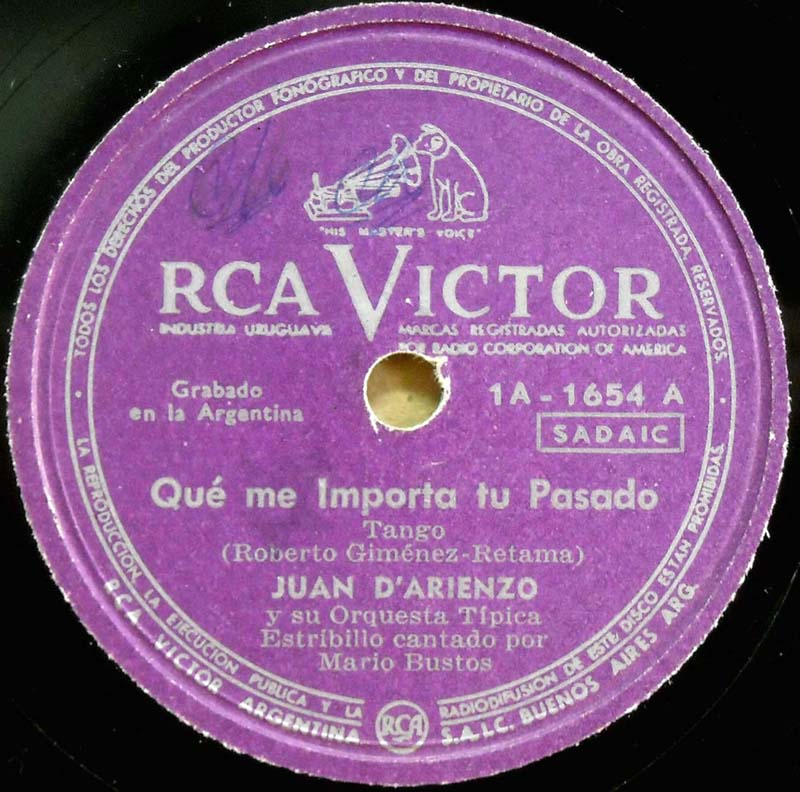 · TODOS LOS DERECHOS DEL PRODUCTOR FONOGRAFICO Y DEL PROPIETARIO DE LA OBRA REGISTRADA, RESERVADOS. ·
"HIS MASTER'S VOICE"
RCA VICTOR
INDUSTRIA URUGUAYA
MARCAS REGISTRADAS AUTORIZADAS
POR RADIO CORPORATION OF AMERICA
Grabado
en la Argentina
1A - 1654 A
SADAIC
Qué me Importa tu Pasado
Tango
(Roberto Giménez-Retama)
JUAN D'ARIENZO
y su Orquesta Típica
Estribillo cantado por
Mario Bustos
LA REPRODUCCION, LA EJECUCION PUBLICA Y LA RADIODIFUSION DE ESTE DISCO ESTAN PROHIBIDAS.
RCA VICTOR ARGENTINA S.A.I.C. BUENOS AIRES ARG.
RCA